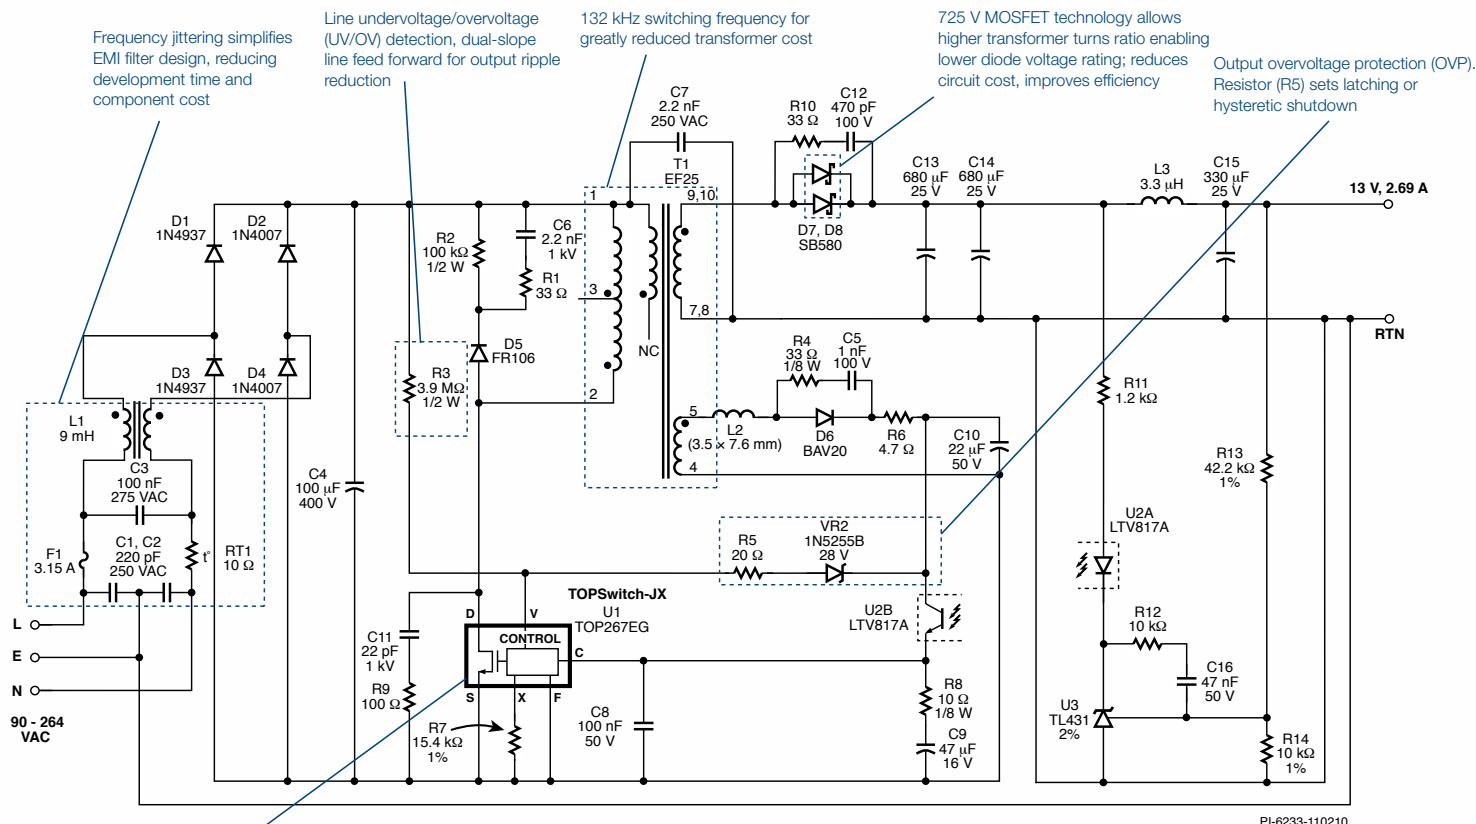 Frequency jittering simplifies
EMI filter design, reducing
development time and
component cost
Line undervoltage/overvoltage
(UV/OV) detection, dual-slope
line feed forward for output ripple
reduction
132 kHz switching frequency for
greatly reduced transformer cost
725 V MOSFET technology allows
higher transformer turns ratio enabling
lower diode voltage rating; reduces
circuit cost, improves efficiency
Output overvoltage protection (OVP).
Resistor (R5) sets latching or
hysteretic shutdown
C7
2.2 nF
250 VAC
R10
33 Ω
C12
470 pF
100 V
T1
EF25
1
9,10
C13
680 µF
25 V
C14
680 µF
25 V
L3
3.3 µH
C15
330 µF
25 V
13 V, 2.69 A
D1
1N4937
D2
1N4007
R2
100 kΩ
1/2 W
C6
2.2 nF
1 kV
R1
33 Ω
D7, D8
SB580
3
7,8
RTN
NC
D3
1N4937
D4
1N4007
R3
3.9 MΩ
1/2 W
D5
FR106
2
R4
33 Ω
1/8 W
C5
1 nF
100 V
R11
1.2 kΩ
L1
9 mH
5
L2
(3.5 × 7.6 mm)
D6
BAV20
R6
4.7 Ω
C10
22 µF
50 V
4
R13
42.2 kΩ
1%
C3
100 nF
275 VAC
C4
100 µF
400 V
F1
3.15 A
C1, C2
220 pF
250 VAC
t°
RT1
10 Ω
R5
20 Ω
VR2
1N5255B
28 V
U2A
LTV817A
TOPSwitch-JX
U1
TOP267EG
D
V
CONTROL
C
S
X
F
U2B
LTV817A
L
E
N
90 - 264
VAC
C11
22 pF
1 kV
R9
100 Ω
R7
15.4 kΩ
1%
C8
100 nF
50 V
R8
10 Ω
1/8 W
C9
47 µF
16 V
R12
10 kΩ
C16
47 nF
50 V
U3
TL431
2%
R14
10 kΩ
1%
PI-6233-110210